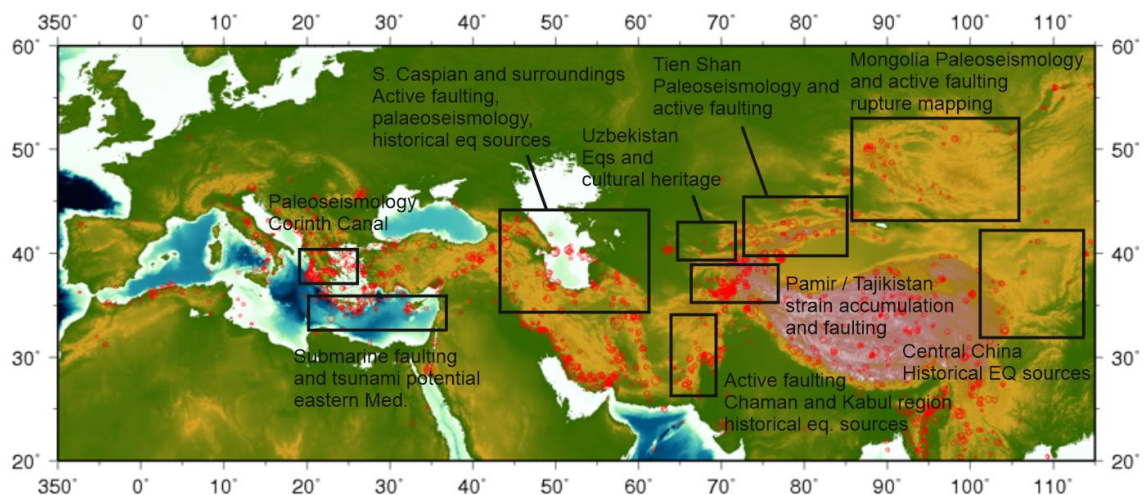 350° 0° 10° 20° 30° 40° 50° 60° 70° 80° 90° 100° 110°
60° 60°
S. Caspian and surroundings
Active faulting,
palaeoseismology,
historical eq sources
Tien Shan
Paleoseismology and
active faulting
Mongolia Paleoseismology
and active faulting
rupture mapping
Uzbekistan
Eqs and
cultural heritage
50° 50°
Paleoseismology
Corinth Canal
40° 40°
Pamir / Tajikistan
strain accumulation
and faulting
Submarine faulting
and tsunami potential
eastern Med.
30° 30°
Central China
Historical EQ sources
Active faulting
Chaman and Kabul region
historical eq. sources
20° 20°
350° 0° 10° 20° 30° 40° 50° 60° 70° 80° 90° 100° 110°